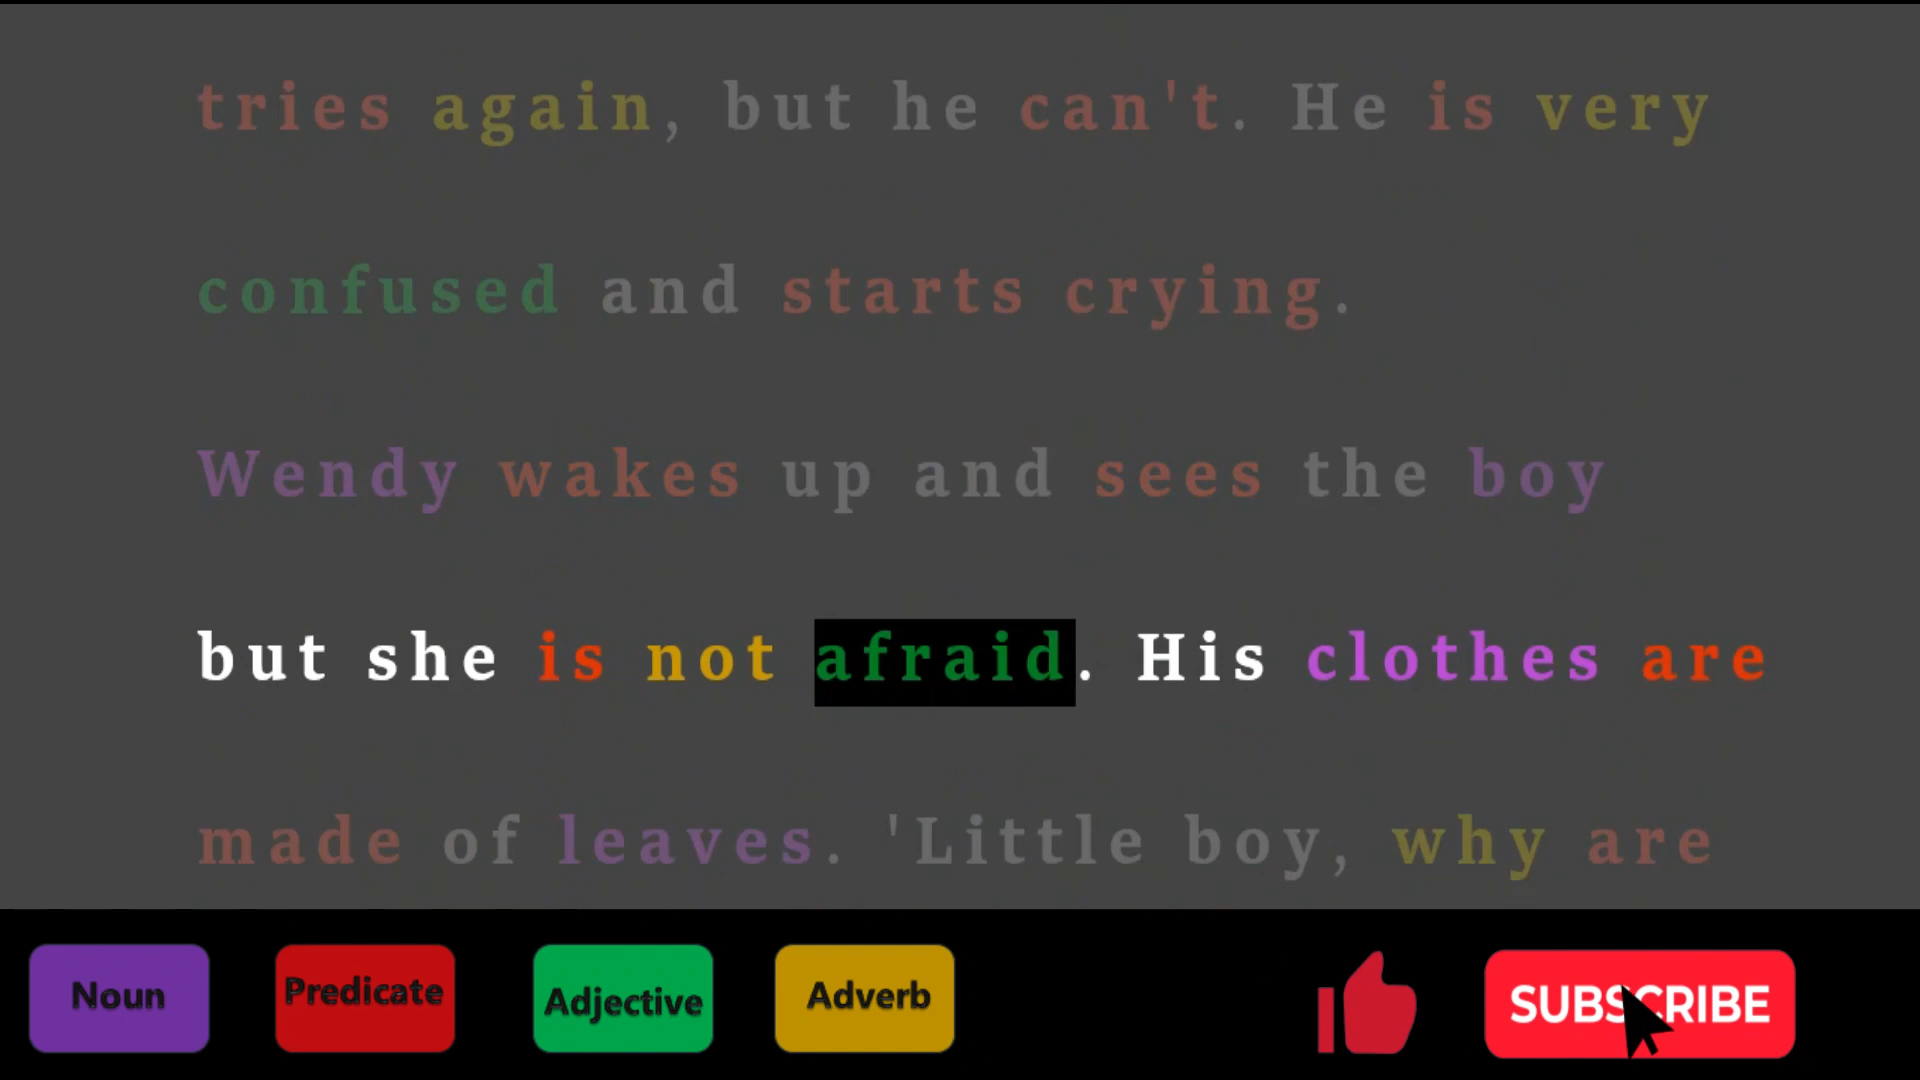 tries again, but he can't. He is very
confused and starts crying.
Wendy wakes up and sees the boy
but she is not afraid. His clothes are
made of leaves. 'Little boy, why are
Noun Predicate Adjective Adverb SUBSCRIBE